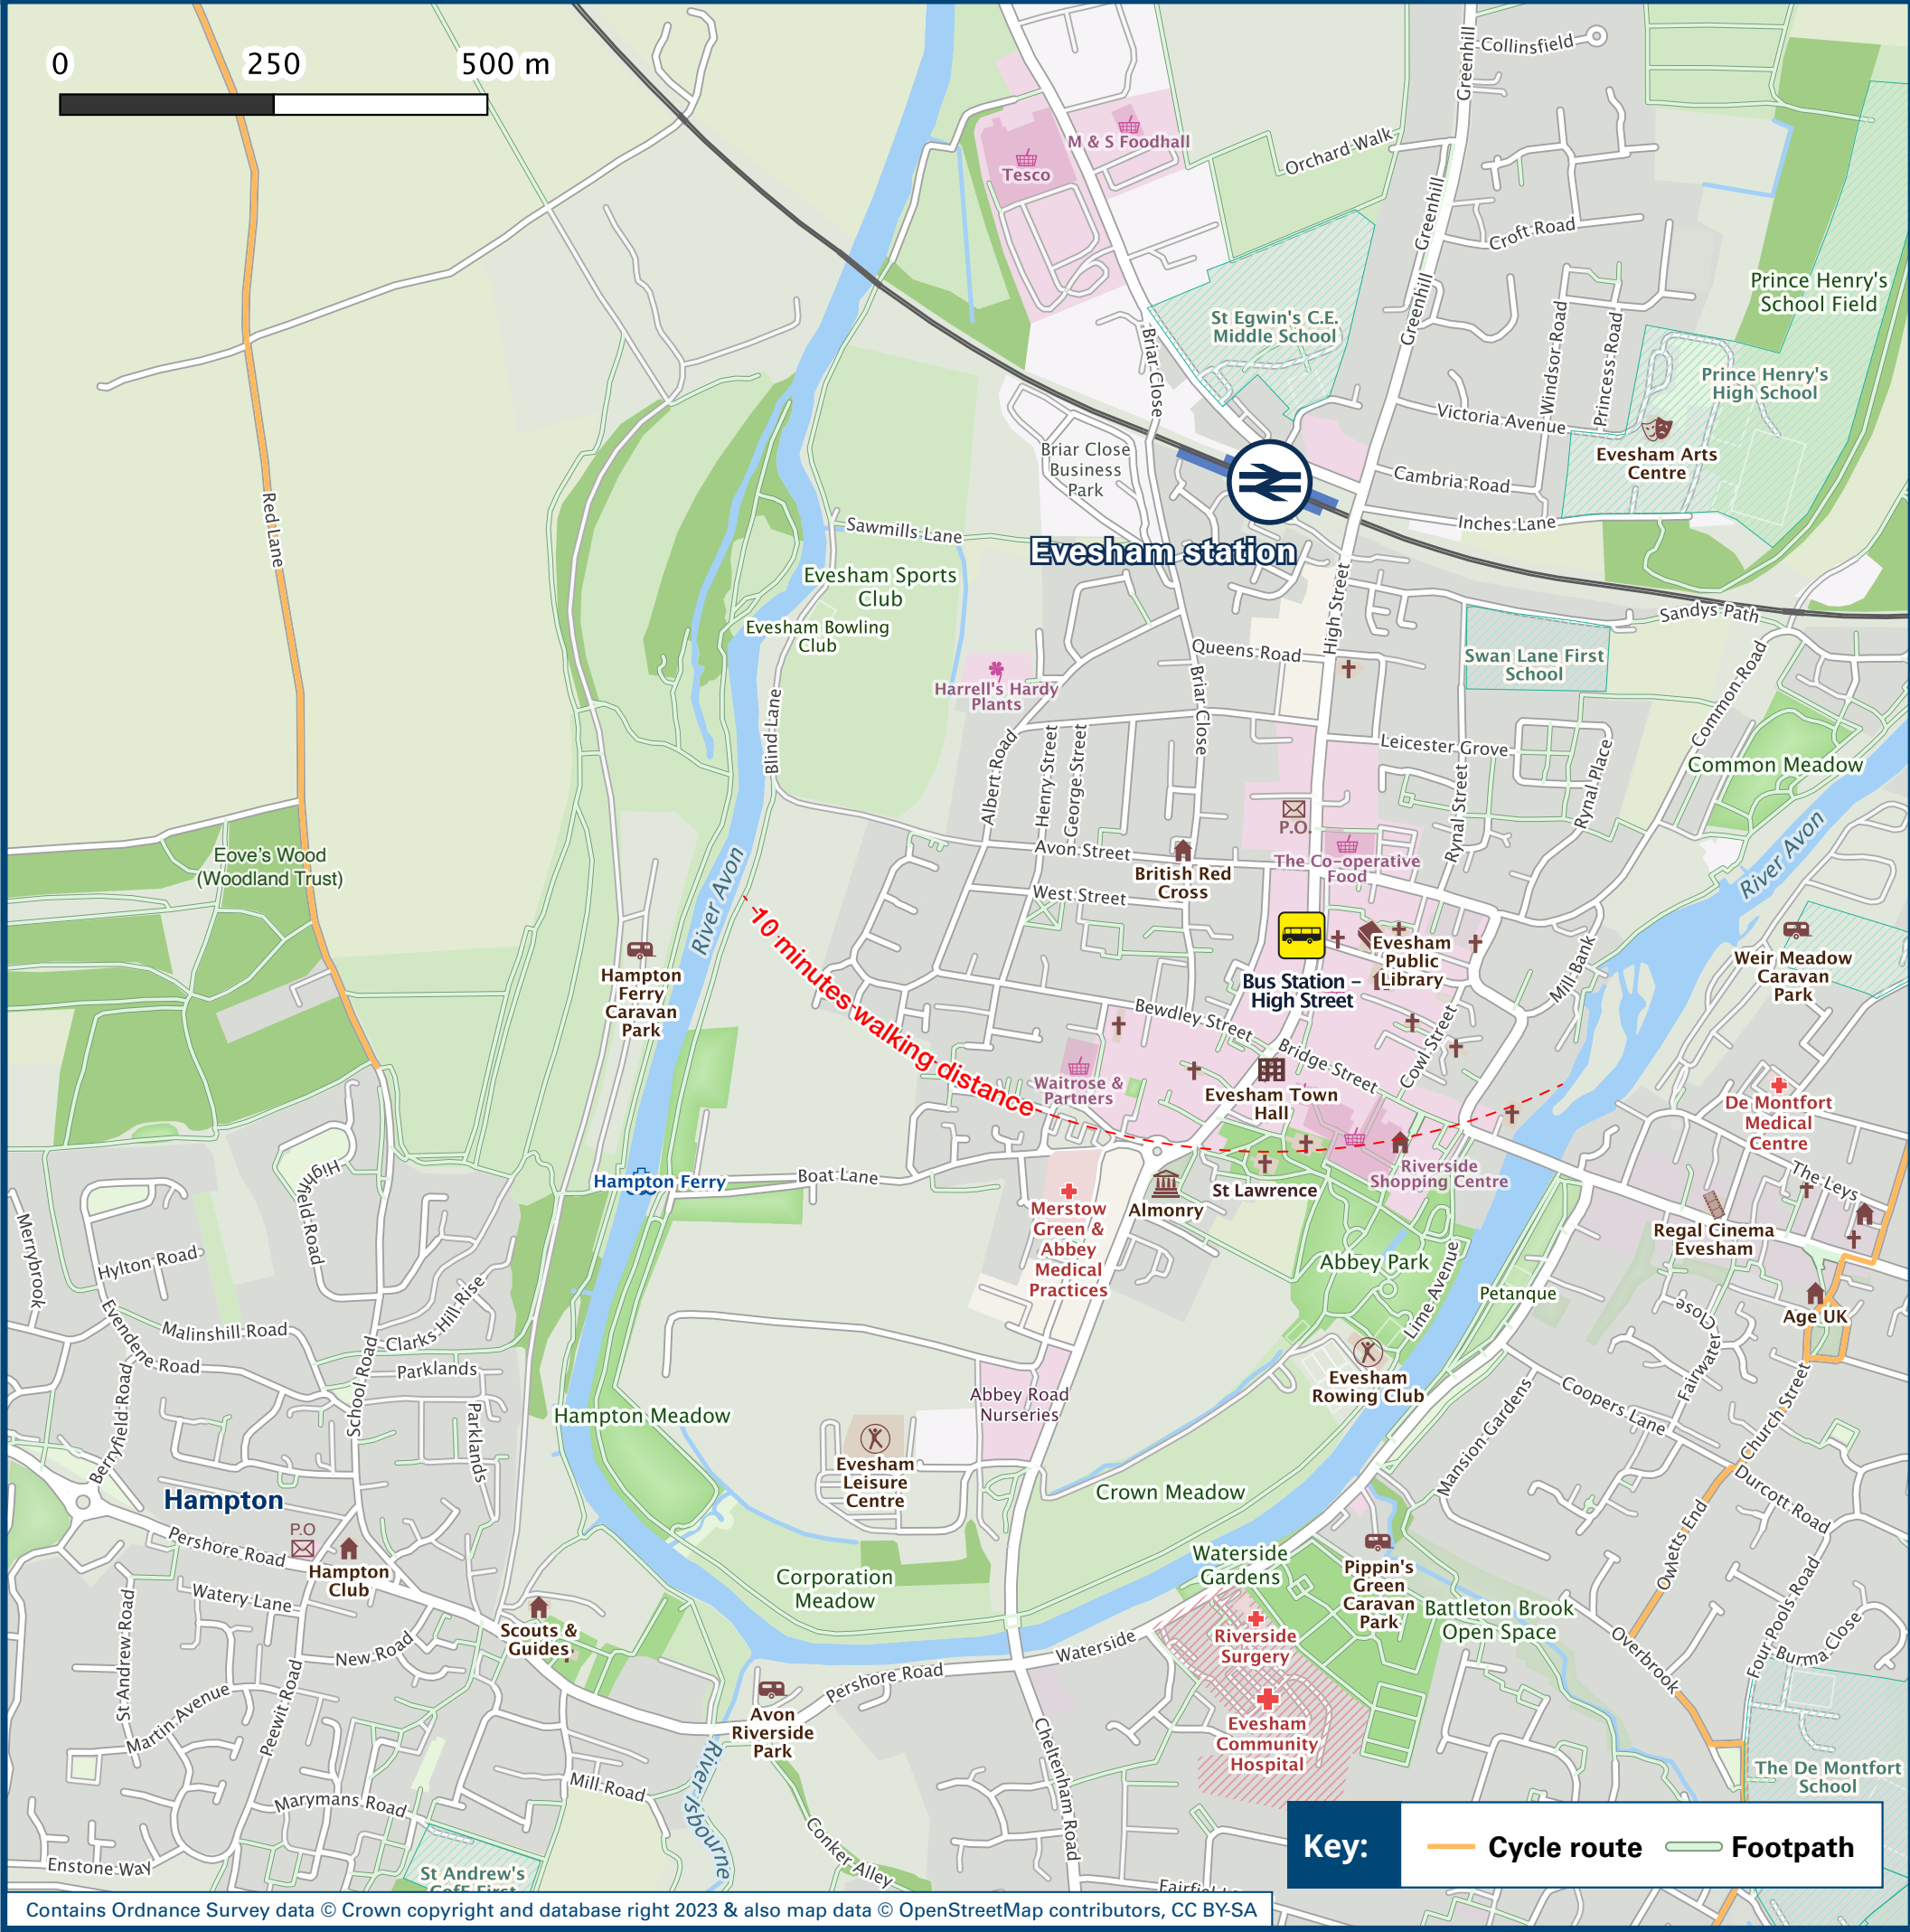 0 250 500 m
Collinsfield
Greenhill
M & S Foodhall
Tesco
Orchard Walk
Greenhill
Greenhill
Croft Road
Prince Henry's
School Field
St Egwin's C.E.
Middle School
Briar Close
Greenhill
Windsor Road
Princess Road
Prince Henry's
High School
Victoria Avenue
Evesham Arts
Centre
Briar Close
Business
Park
Cambria Road
Inches Lane
Red Lane
Sawmills Lane
Evesham station
Evesham Sports
Club
High Street
Sandys Path
Evesham Bowling
Club
Queens Road
Swan Lane First
School
Harrell's Hardy
Plants
Briar Close
Common Road
Blind Lane
Albert Road
Henry Street
George Street
Leicester Grove
Common Meadow
Rynal Street
Rynal Place
P.O.
Eove's Wood
(Woodland Trust)
Avon Street
British Red
Cross
The Co-operative
Food
Rynal Street
West Street
River Avon
River Avon
10 minutes walking distance
Hampton
Ferry
Caravan
Park
Evesham
Public
Library
Bus Station –
High Street
Mill Bank
Weir Meadow
Caravan
Park
Bewdley Street
Bridge Street
Cowl Street
Waitrose &
Partners
Evesham Town
Hall
De Montfort
Medical
Centre
Highfield Road
Hampton Ferry
Boat Lane
St Lawrence
Riverside
Shopping Centre
The Leys
Merstow
Green &
Abbey
Medical
Practices
Almonry
Regal Cinema
Evesham
Merrybrook
Hylton Road
Abbey Park
Lime Avenue
Petanque
Age UK
Evendene Road
Malinshill Road
Clarks Hill Rise
Parklands
School Road
Berryfield Road
Parklands
Fairwater Close
Church Street
Evesham
Rowing Club
Coopers Lane
Mansion Gardens
Abbey Road
Nurseries
Hampton Meadow
Evesham
Leisure
Centre
Crown Meadow
Durcott Road
Hampton
P.O
Pershore Road
Hampton
Club
Watery Lane
Owletts End
Waterside
Gardens
Pippin's
Green
Caravan
Park
Corporation
Meadow
Battleton Brook
Open Space
Four Pools Road
Burma Close
Overbrook
Scouts &
Guides
St Andrew Road
New Road
Riverside
Surgery
Waterside
Pershore Road
Peewit Road
Martin Avenue
Avon
Riverside
Park
Evesham
Community
Hospital
Cheltenham Road
River Isbourne
Mill Road
Marymans Road
Conker Alley
The De Montfort
School
Enstone Way
St Andrew's
CofE First
Fairfield
Key: Cycle route Footpath
Contains Ordnance Survey data © Crown copyright and database right 2023 & also map data © OpenStreetMap contributors, CC BY-SA